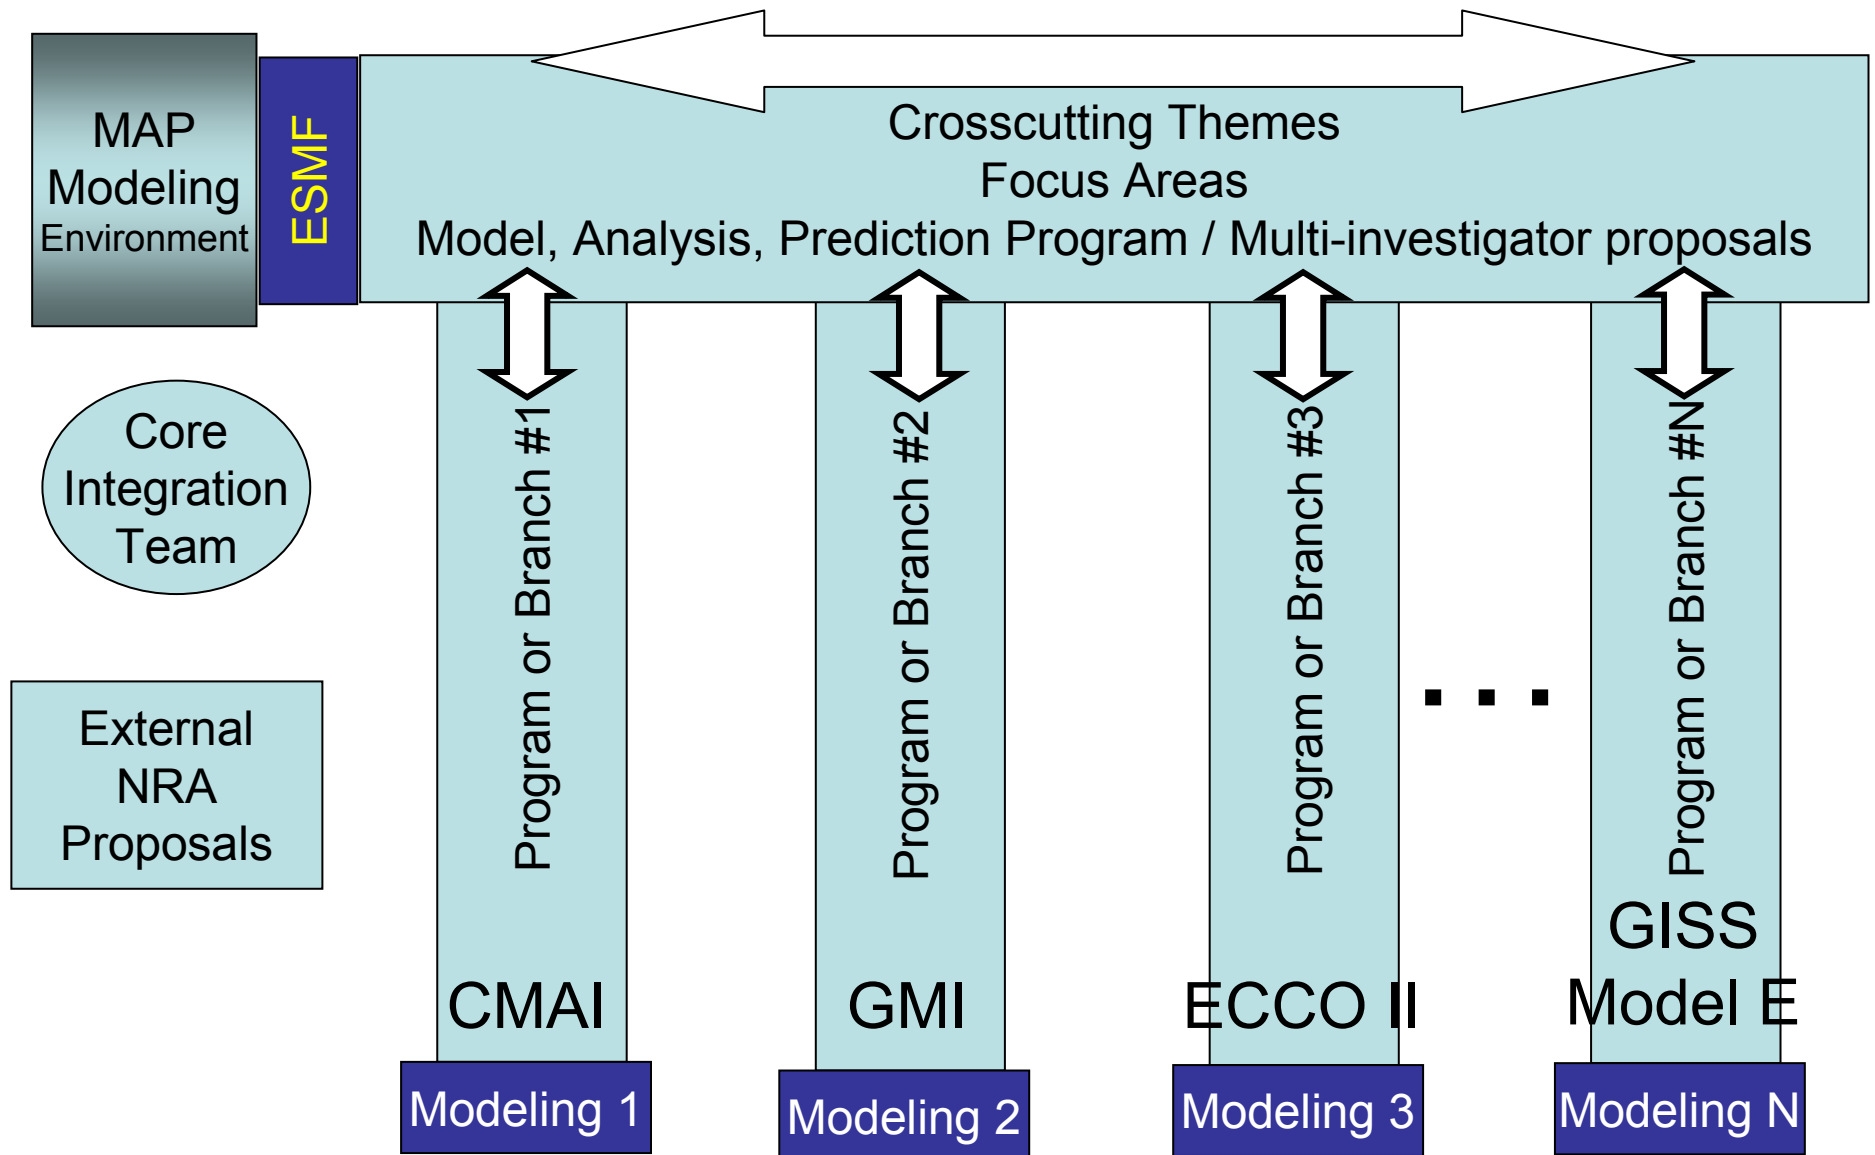 MAP
Modeling
Environment
ESMF
Crosscutting Themes
Focus Areas
Model, Analysis, Prediction Program / Multi-investigator proposals
Core
Integration
Team
External
NRA
Proposals
Program or Branch #1
CMAI
Modeling 1
Program or Branch #2
GMI
Modeling 2
Program or Branch #3
ECCO II
Modeling 3
. . .
Program or Branch #N
GISS
Model E
Modeling N